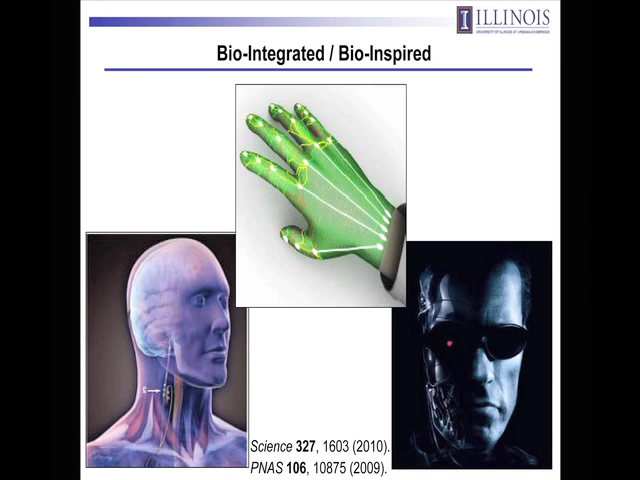 ILLINOIS
UNIVERSITY OF ILLINOIS AT URBANA-CHAMPAIGN
Bio-Integrated / Bio-Inspired
Science 327, 1603 (2010).
PNAS 106, 10875 (2009).